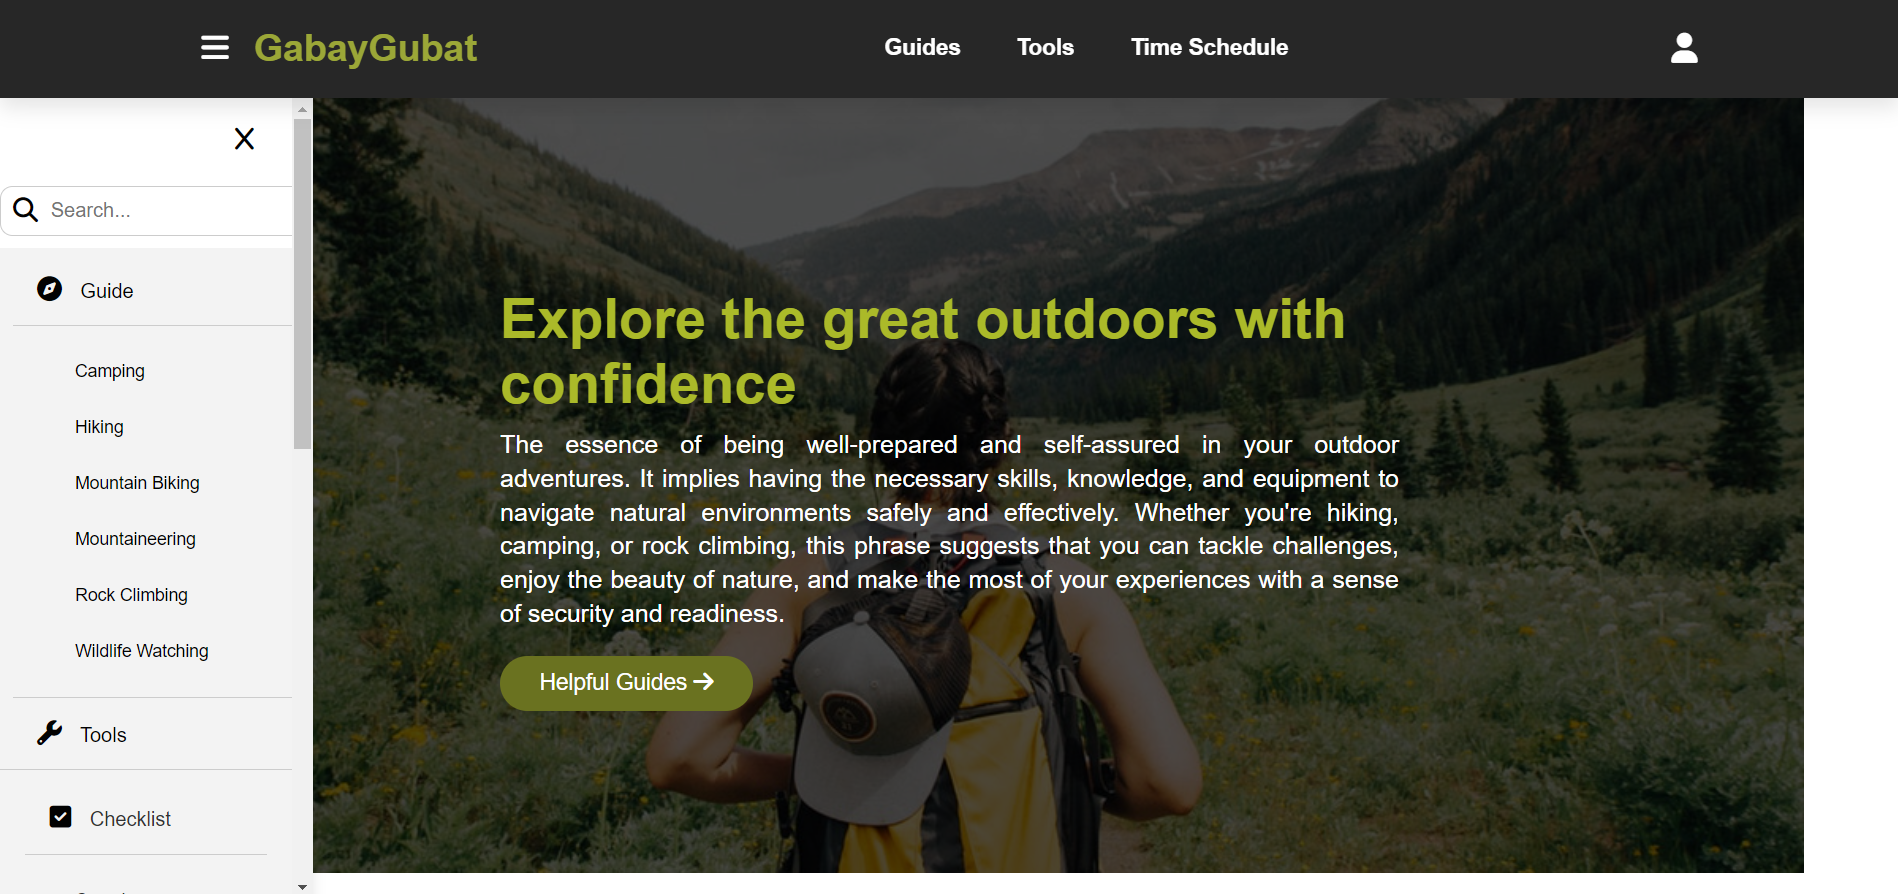 GabayGubat
Guides
Tools
Time Schedule
X
Search...
Guide
Camping
Hiking
Mountain Biking
Mountaineering
Rock Climbing
Wildlife Watching
Tools
Checklist
Explore the great outdoors with
confidence
The essence of being well-prepared and self-assured in your outdoor
adventures. It implies having the necessary skills, knowledge, and equipment to
navigate natural environments safely and effectively. Whether you're hiking,
camping, or rock climbing, this phrase suggests that you can tackle challenges,
enjoy the beauty of nature, and make the most of your experiences with a sense
of security and readiness.
Helpful Guides